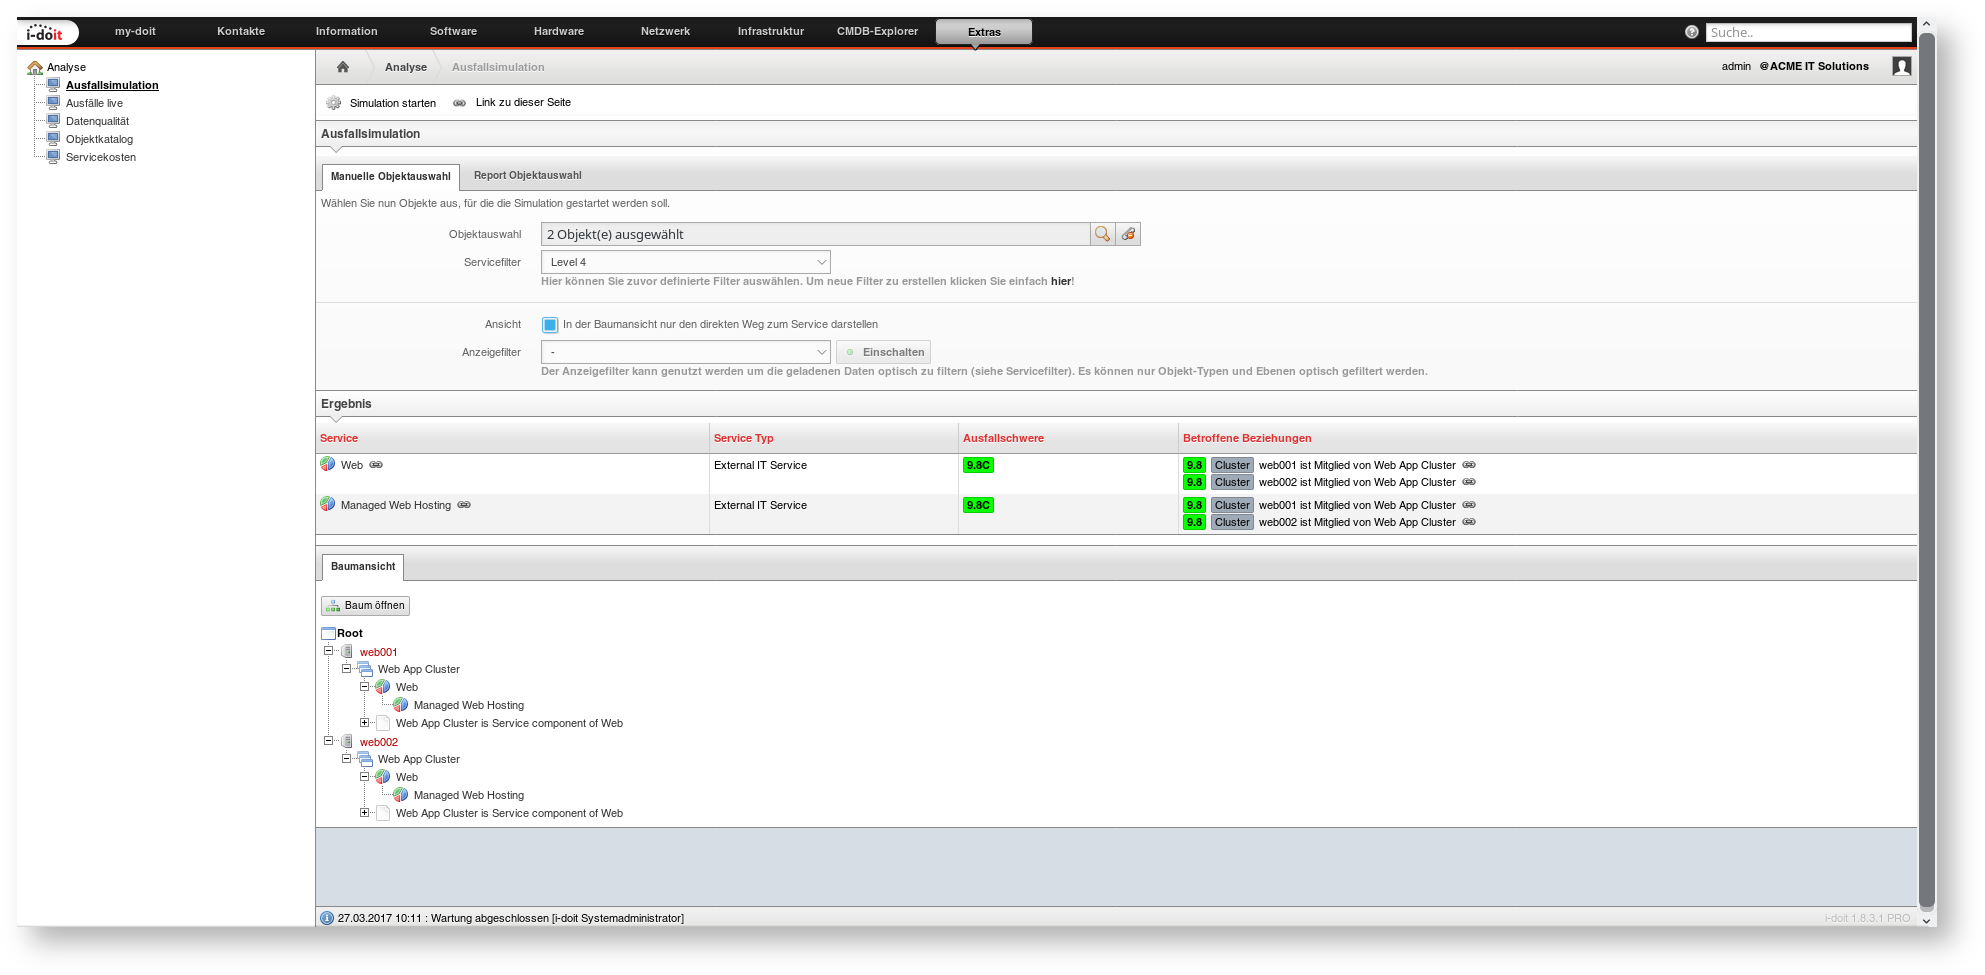 i-doit my-doit Kontakte Information Software Hardware Netzwerk Infrastruktur CMDB-Explorer Extras Suche..
Analyse
Ausfallsimulation
Ausfälle live
Datenqualität
Objektkatalog
Servicekosten
Analyse Ausfallsimulation admin @ACME IT Solutions
Simulation starten Link zu dieser Seite
Ausfallsimulation
Manuelle Objektauswahl Report Objektauswahl
Wählen Sie nun Objekte aus, für die die Simulation gestartet werden soll.
Objektauswahl 2 Objekt(e) ausgewählt
Servicefilter Level 4
Hier können Sie zuvor definierte Filter auswählen. Um neue Filter zu erstellen klicken Sie einfach hier!
Ansicht In der Baumansicht nur den direkten Weg zum Service darstellen
Anzeigefilter - Einschalten
Der Anzeigefilter kann genutzt werden um die geladenen Daten optisch zu filtern (siehe Servicefilter). Es können nur Objekt-Typen und Ebenen optisch gefiltert werden.
Ergebnis
Service Service Typ Ausfallschwere Betroffene Beziehungen
Web External IT Service 9.8C 9.8 Cluster web001 ist Mitglied von Web App Cluster
9.8 Cluster web002 ist Mitglied von Web App Cluster
Managed Web Hosting External IT Service 9.8C 9.8 Cluster web001 ist Mitglied von Web App Cluster
9.8 Cluster web002 ist Mitglied von Web App Cluster
Baumansicht
Baum öffnen
Root
web001
Web App Cluster
Web
Managed Web Hosting
Web App Cluster is Service component of Web
web002
Web App Cluster
Web
Managed Web Hosting
Web App Cluster is Service component of Web
27.03.2017 10:11 : Wartung abgeschlossen [i-doit Systemadministrator] i-doit 1.8.3.1 PRO